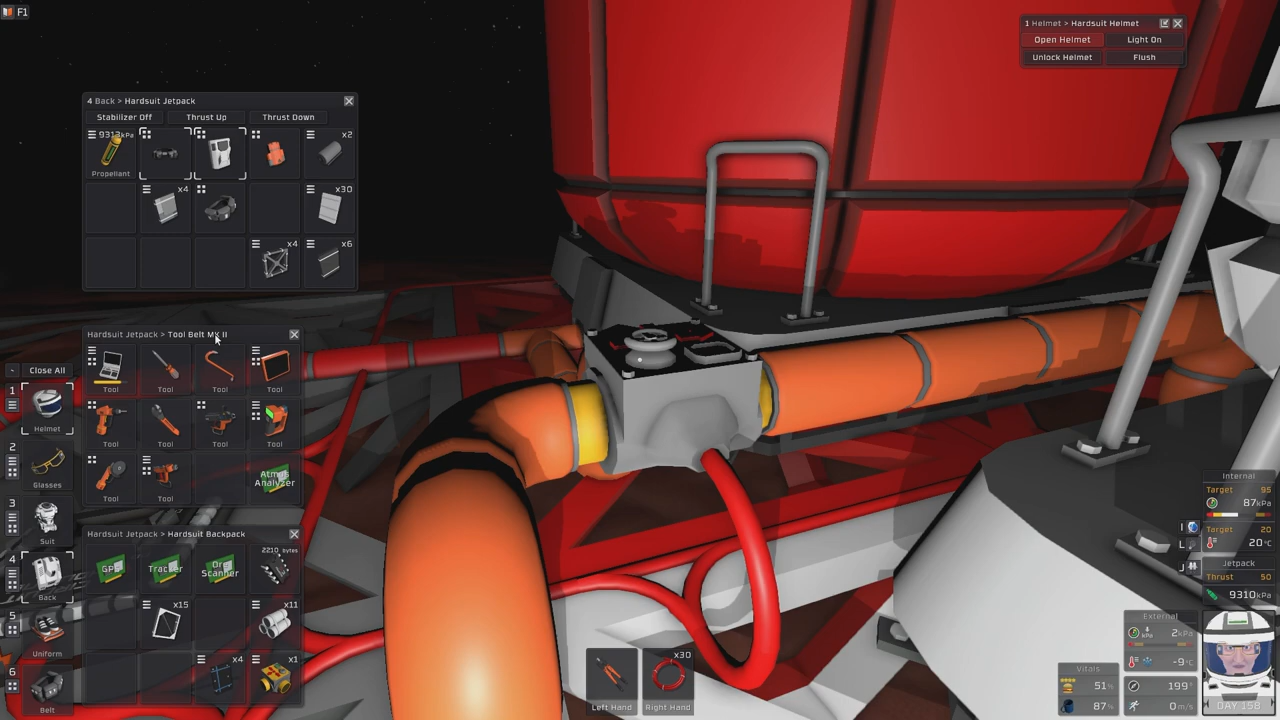 F1
1 Helmet > Hardsuit Helmet
Open Helmet
Light On
Unlock Helmet
Flush
4 Back > Hardsuit Jetpack
Stabilizer Off
Thrust Up
Thrust Down
9313kPa
x2
Propellant
x4
x30
x4
x6
Hardsuit Jetpack > Tool Belt MK II
Tool
Tool
Tool
Tool
Tool
Tool
Tool
Tool
Tool
Tool
Atmos Analyzer
Hardsuit Jetpack > Hardsuit Backpack
GPS
Tracker
Ore Scanner
2210 bytes
x15
x11
x4
x1
Close All
1
Helmet
2
Glasses
3
Suit
4
Back
5
Uniform
6
Belt
x30
Left Hand
Right Hand
Internal
Target 95
87kPa
Target 20
20°C
Jetpack
Thrust 50
9310kPa
External
2kPa
-9°C
Vitals
51%
87%
199°
0m/s
DAY 158